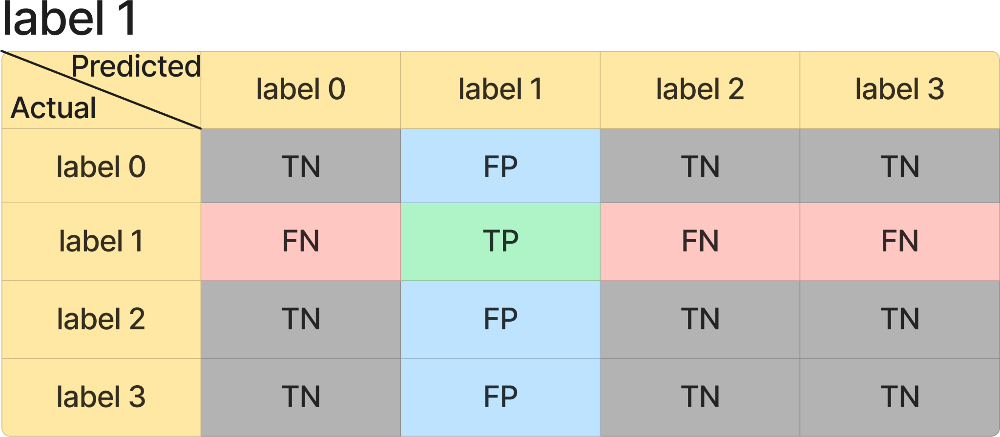 label 1
Predicted
Actual
label 0 label 1 label 2 label 3
label 0 TN FP TN TN
label 1 FN TP FN FN
label 2 TN FP TN TN
label 3 TN FP TN TN